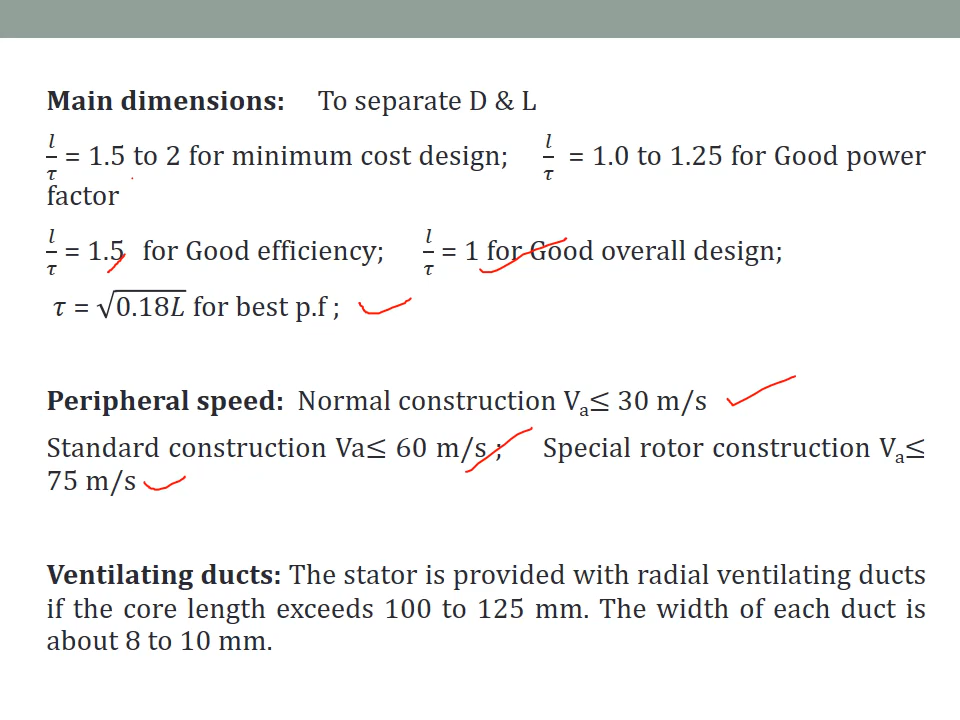 Main dimensions: To separate D & L
l/τ = 1.5 to 2 for minimum cost design; l/τ = 1.0 to 1.25 for Good power
factor
l/τ = 1.5 for Good efficiency; l/τ = 1 for Good overall design;
τ = √0.18L for best p.f ;
Peripheral speed: Normal construction Vₐ≤ 30 m/s
Standard construction Va≤ 60 m/s ; Special rotor construction Vₐ≤
75 m/s
Ventilating ducts: The stator is provided with radial ventilating ducts
if the core length exceeds 100 to 125 mm. The width of each duct is
about 8 to 10 mm.